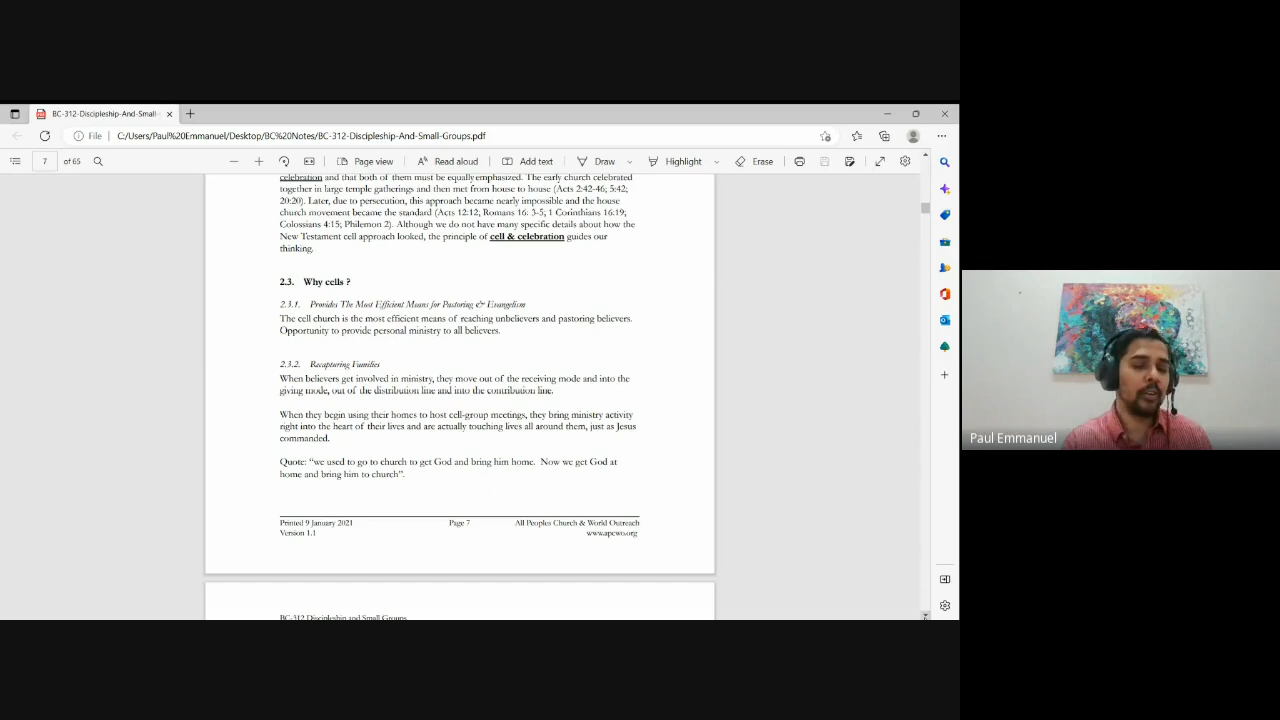 BC-312-Discipleship-And-Small-
File
C:/Users/Paul%20Emmanuel/Desktop/BC%20Notes/BC-312-Discipleship-And-Small-Groups.pdf
7 of 65
Page view
Read aloud
Add text
Draw
Highlight
Erase
celebration and that both of them must be equally emphasized. The early church celebrated
together in large temple gatherings and then met from house to house (Acts 2:42-46; 5:42;
20:20). Later, due to persecution, this approach became nearly impossible and the house
church movement became the standard (Acts 12:12, Romans 16: 3-5; 1 Corinthians 16:19;
Colossians 4:15; Philemon 2). Although we do not have many specific details about how the
New Testament cell approach looked, the principle of cell & celebration guides our
thinking.
2.3. Why cells ?
2.3.1. Provides The Most Efficient Means for Pastoring & Evangelism
The cell church is the most efficient means of reaching unbelievers and pastoring believers.
Opportunity to provide personal ministry to all believers.
2.3.2. Recapturing Families
When believers get involved in ministry, they move out of the receiving mode and into the
giving mode, out of the distribution line and into the contribution line.
When they begin using their homes to host cell-group meetings, they bring ministry activity
right into the heart of their lives and are actually touching lives all around them, just as Jesus
commanded.
Quote: “we used to go to church to get God and bring him home. Now we get God at
home and bring him to church”.
Printed 9 January 2021 Page 7 All Peoples Church & World Outreach
Version 1.1 www.apcwo.org
BC-312 Discipleship and Small Groups
Paul Emmanuel